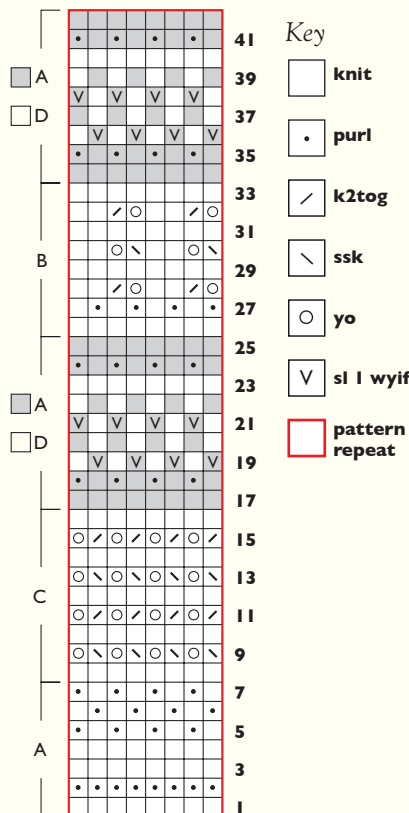 41
39
37
35
33
31
29
27
25
23
21
19
17
15
13
11
9
7
5
3
1
A
D
B
A
D
C
A
Key
knit
purl
k2tog
ssk
yo
V sl 1 wyif
pattern
repeat